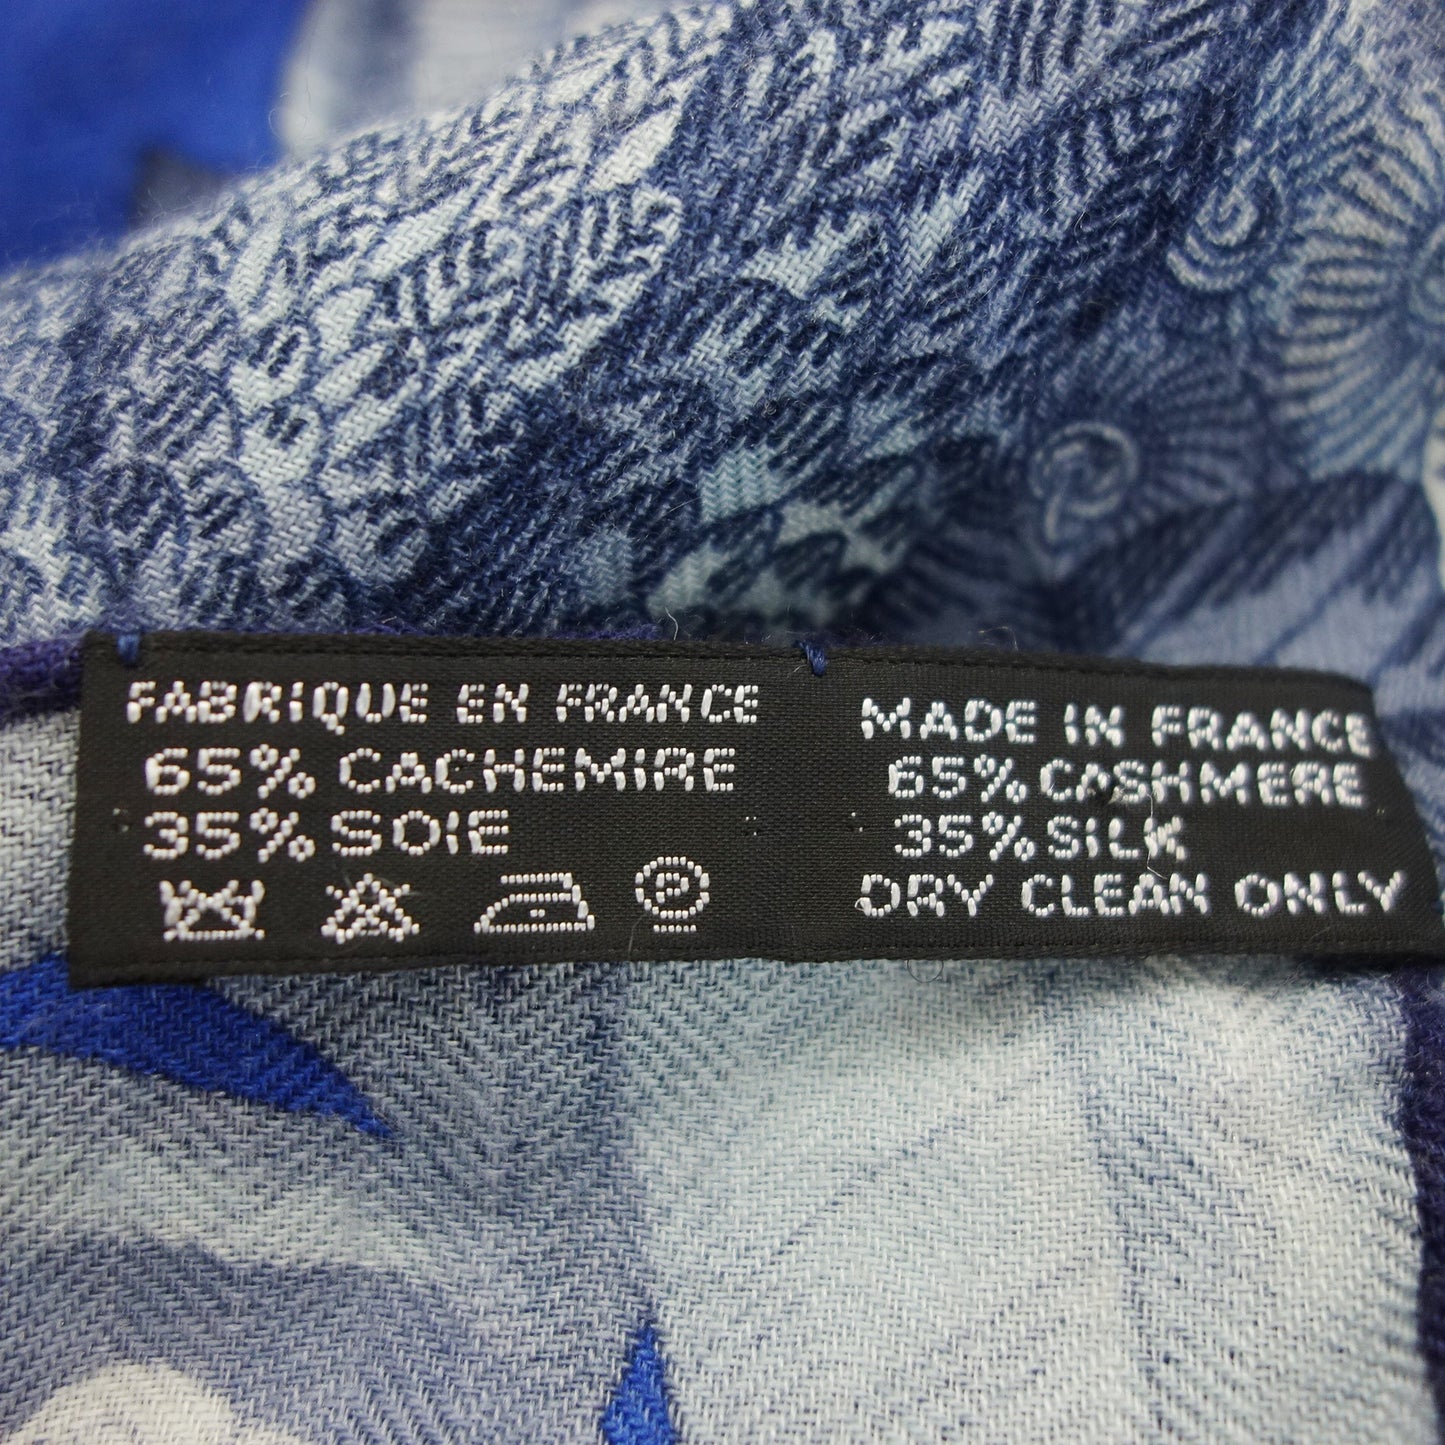 FABRIQUE EN FRANCE
65% CACHEMIRE
35% SOIE
P
MADE IN FRANCE
65% CASHMERE
35% SILK
DRY CLEAN ONLY